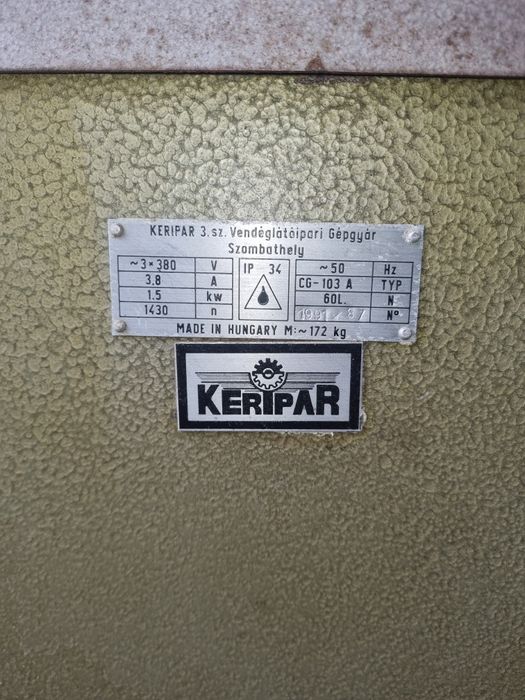 KERIPAR 3.sz. Vendéglátóipari Gépgyár
Szombathely
~3×380 V IP 34 ~50 Hz
3,8 A CG-103 A TYP
1.5 kw 60L. N
1430 n Nº
MADE IN HUNGARY M:~172 kg
KERIPAR